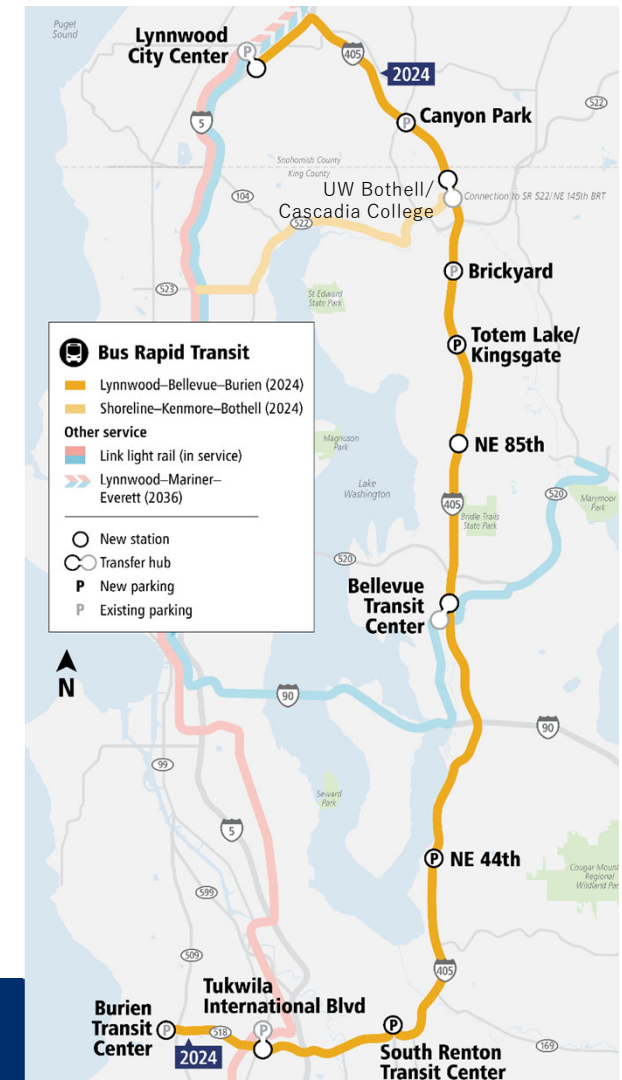 Puget
Sound
Lynnwood
City Center
P
405
2024
P
Canyon Park
522
5
Snohomish County
King County
104
UW Bothell/
Cascadia College
Connection to SR 522/NE 145th BRT
522
523
P
Brickyard
St Edward
State Park
P
Totem Lake/
Kingsgate
Bus Rapid Transit
Lynnwood–Bellevue–Burien (2024)
Shoreline–Kenmore–Bothell (2024)
Other service
Link light rail (in service)
Lynnwood–Mariner–
Everett (2036)
New station
Transfer hub
P New parking
P Existing parking
Magnuson
Park
NE 85th
Lake
Washington
405
Bridle Trails
State Park
520
Marymoor
Park
520
Bellevue
Transit
Center
N
90
90
99
Seward
Park
5
P
NE 44th
Cougar Mount
Regional
Wildland Par
599
509
405
Tukwila
International Blvd
Burien
Transit
Center
P
518
P
P
2024
South Renton
Transit Center
169